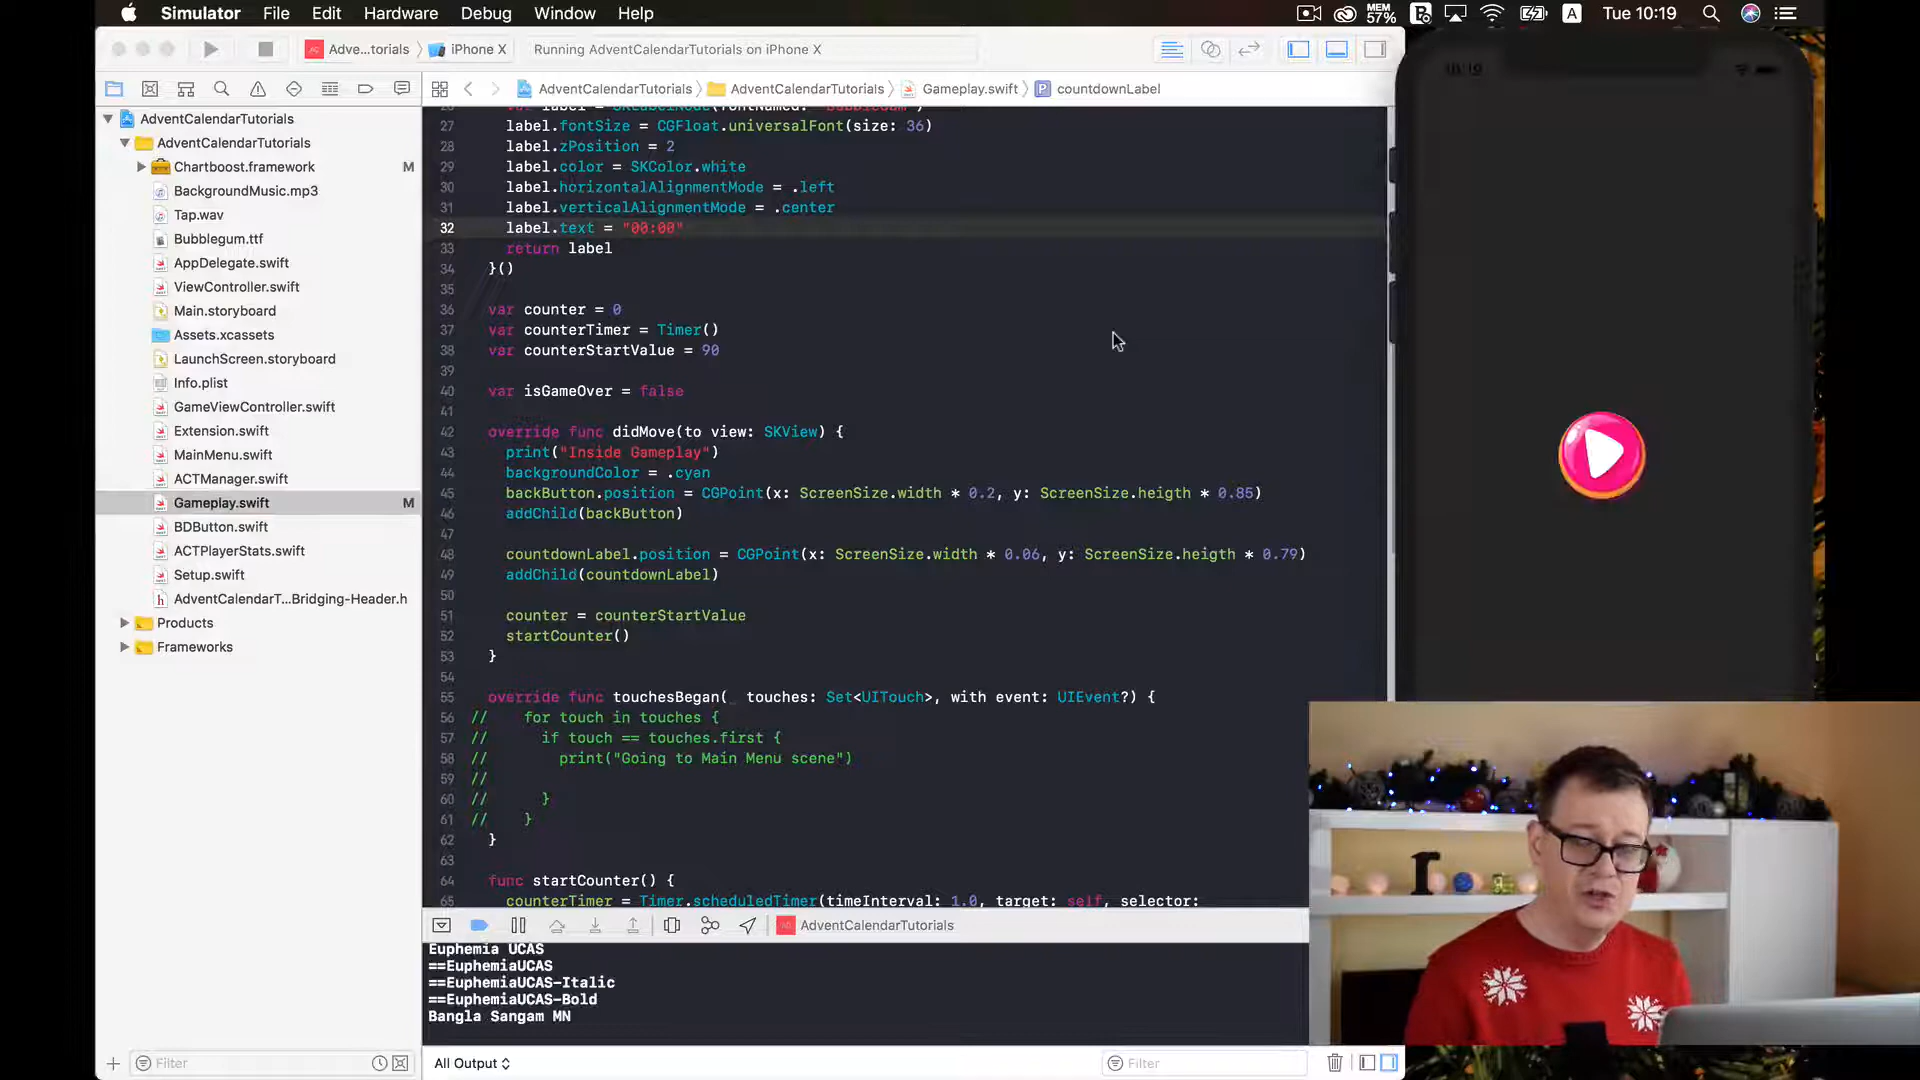 Simulator File Edit Hardware Debug Window Help MEM 57% A Tue 10:19
Adve...torials iPhone X Running AdventCalendarTutorials on iPhone X
10:19
AdventCalendarTutorials AdventCalendarTutorials Gameplay.swift countdownLabel
AdventCalendarTutorials
AdventCalendarTutorials
Chartboost.framework M
BackgroundMusic.mp3
Tap.wav
Bubblegum.ttf
AppDelegate.swift
ViewController.swift
Main.storyboard
Assets.xcassets
LaunchScreen.storyboard
Info.plist
GameViewController.swift
Extension.swift
MainMenu.swift
ACTManager.swift
Gameplay.swift M
BDButton.swift
ACTPlayerStats.swift
Setup.swift
h AdventCalendarT...Bridging-Header.h
Products
Frameworks
Filter
27 label.fontSize = CGFloat.universalFont(size: 36)
28 label.zPosition = 2
29 label.color = SKColor.white
30 label.horizontalAlignmentMode = .left
31 label.verticalAlignmentMode = .center
32 label.text = "00:00"
33 return label
34 }()
35
36 var counter = 0
37 var counterTimer = Timer()
38 var counterStartValue = 90
39
40 var isGameOver = false
41
42 override func didMove(to view: SKView) {
43 print("Inside Gameplay")
44 backgroundColor = .cyan
45 backButton.position = CGPoint(x: ScreenSize.width * 0.2, y: ScreenSize.heigth * 0.85)
46 addChild(backButton)
47
48 countdownLabel.position = CGPoint(x: ScreenSize.width * 0.06, y: ScreenSize.heigth * 0.79)
49 addChild(countdownLabel)
50
51 counter = counterStartValue
52 startCounter()
53 }
54
55 override func touchesBegan(_ touches: Set<UITouch>, with event: UIEvent?) {
56 // for touch in touches {
57 // if touch == touches.first {
58 // print("Going to Main Menu scene")
59 //
60 // }
61 // }
62 }
63
64 func startCounter() {
65 counterTimer = Timer.scheduledTimer(timeInterval: 1.0, target: self, selector:
AdventCalendarTutorials
Euphemia UCAS
==EuphemiaUCAS
==EuphemiaUCAS-Italic
==EuphemiaUCAS-Bold
Bangla Sangam MN
All Output
Filter
r